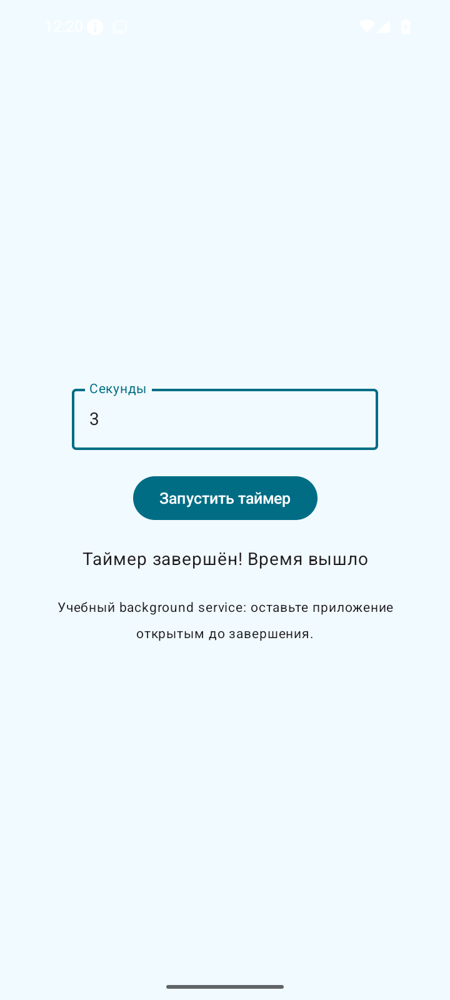 12:20
Секунды
3
Запустить таймер
Таймер завершён! Время вышло
Учебный background service: оставьте приложение
открытым до завершения.